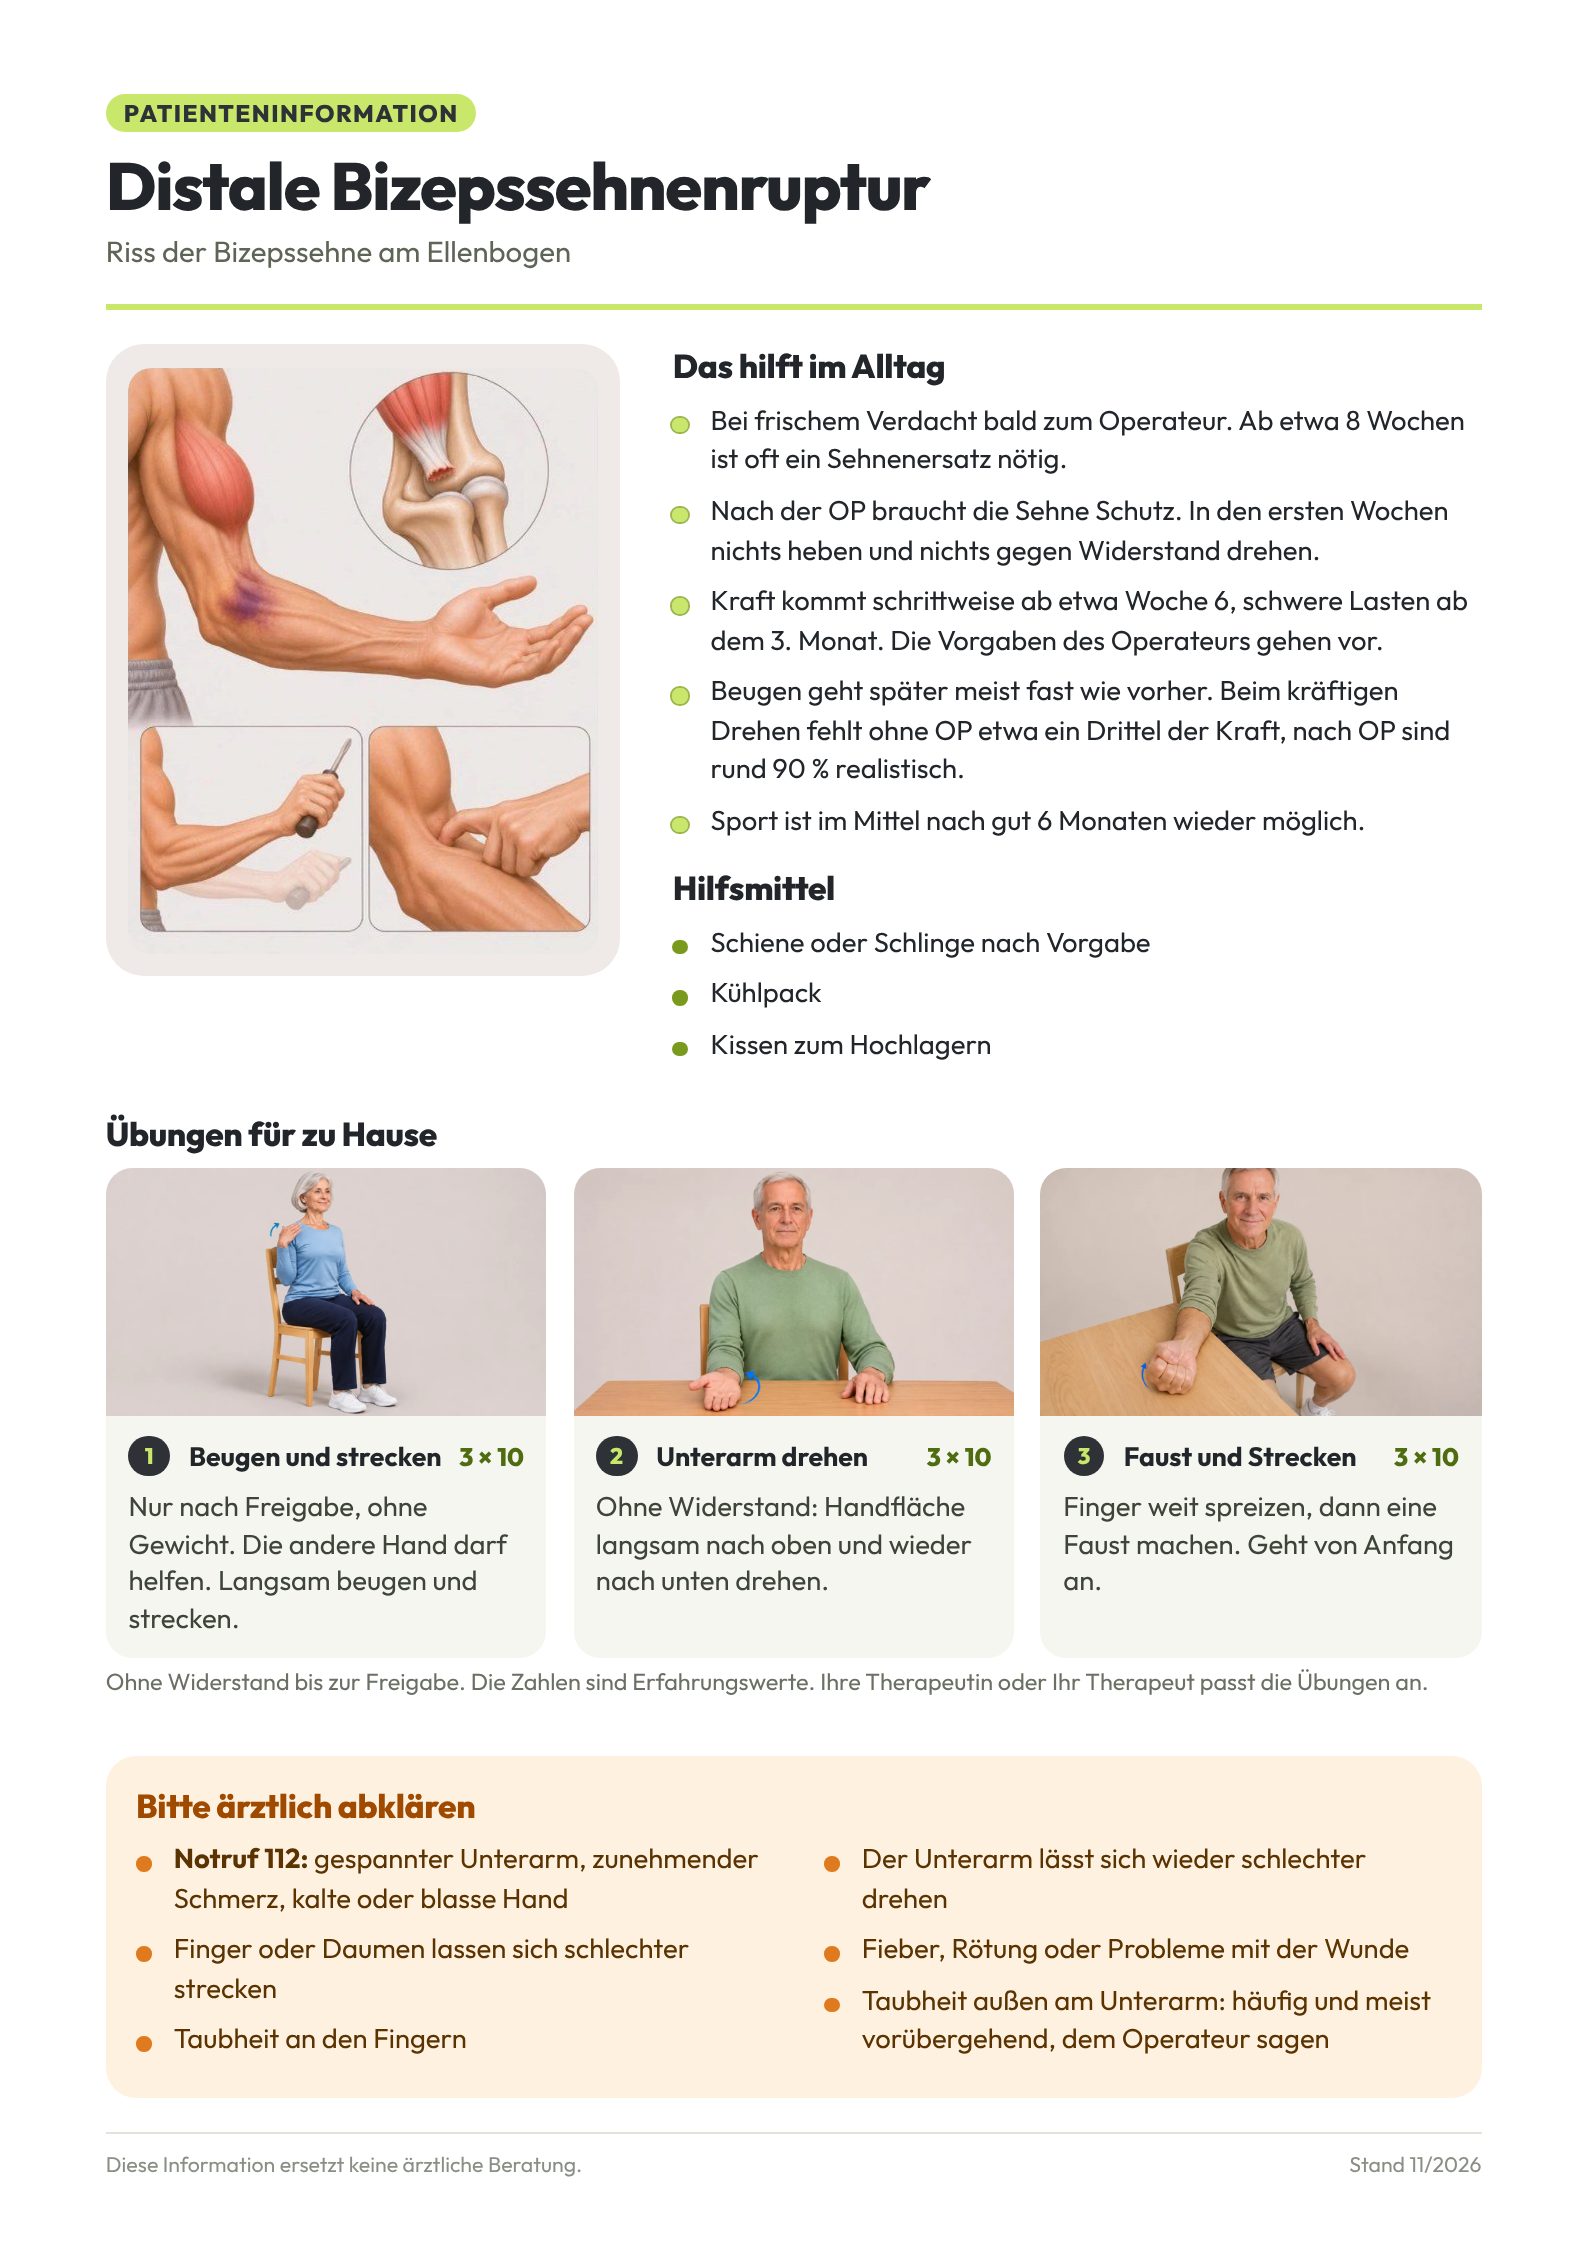 PATIENTENINFORMATION
Distale Bizepssehnenruptur
Riss der Bizepssehne am Ellenbogen
Das hilft im Alltag
Bei frischem Verdacht bald zum Operateur. Ab etwa 8 Wochen
ist oft ein Sehnenersatz nötig.
Nach der OP braucht die Sehne Schutz. In den ersten Wochen
nichts heben und nichts gegen Widerstand drehen.
Kraft kommt schrittweise ab etwa Woche 6, schwere Lasten ab
dem 3. Monat. Die Vorgaben des Operateurs gehen vor.
Beugen geht später meist fast wie vorher. Beim kräftigen
Drehen fehlt ohne OP etwa ein Drittel der Kraft, nach OP sind
rund 90 % realistisch.
Sport ist im Mittel nach gut 6 Monaten wieder möglich.
Hilfsmittel
Schiene oder Schlinge nach Vorgabe
Kühlpack
Kissen zum Hochlagern
Übungen für zu Hause
1 Beugen und strecken 3 × 10
Nur nach Freigabe, ohne
Gewicht. Die andere Hand darf
helfen. Langsam beugen und
strecken.
2 Unterarm drehen 3 × 10
Ohne Widerstand: Handfläche
langsam nach oben und wieder
nach unten drehen.
3 Faust und Strecken 3 × 10
Finger weit spreizen, dann eine
Faust machen. Geht von Anfang
an.
Ohne Widerstand bis zur Freigabe. Die Zahlen sind Erfahrungswerte. Ihre Therapeutin oder Ihr Therapeut passt die Übungen an.
Bitte ärztlich abklären
Notruf 112: gespannter Unterarm, zunehmender
Schmerz, kalte oder blasse Hand
Finger oder Daumen lassen sich schlechter
strecken
Taubheit an den Fingern
Der Unterarm lässt sich wieder schlechter
drehen
Fieber, Rötung oder Probleme mit der Wunde
Taubheit außen am Unterarm: häufig und meist
vorübergehend, dem Operateur sagen
Diese Information ersetzt keine ärztliche Beratung.
Stand 11/2026